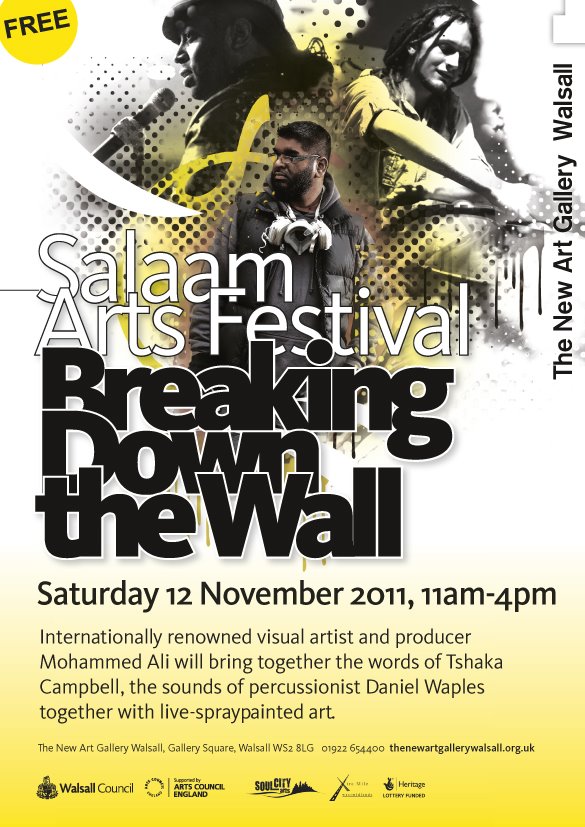 FREE
The New Art Gallery Walsall
Salaam
Arts Festival
Breaking
Down
the Wall
Saturday 12 November 2011, 11am-4pm
Internationally renowned visual artist and producer
Mohammed Ali will bring together the words of Tshaka
Campbell, the sounds of percussionist Daniel Waples
together with live-spraypainted art.
The New Art Gallery Walsall, Gallery Square, Walsall WS2 8LG 01922 654400 thenewartgallerywalsall.org.uk
Walsall Council
Supported by
ARTS COUNCIL
ENGLAND
SOUL CITY
arts
Heritage
LOTTERY FUNDED